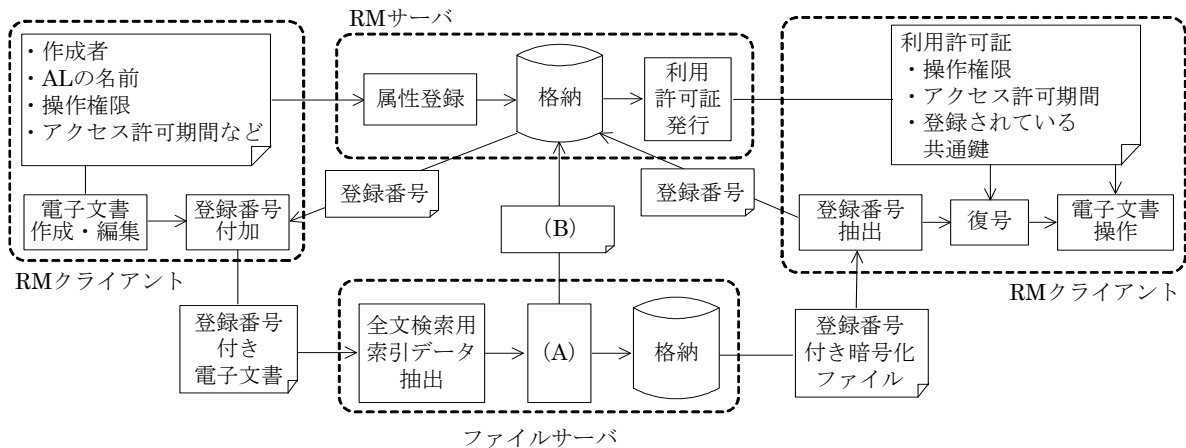 RMサーバ
・作成者
・ALの名前
・操作権限
・アクセス許可期間など
属性登録
格納
利用
許可証
発行
利用許可証
・操作権限
・アクセス許可期間
・登録されている
共通鍵
電子文書
作成・編集
登録番号
付加
登録番号
(B)
登録番号
登録番号
抽出
復号
電子文書
操作
RMクライアント
RMクライアント
登録番号
付き
電子文書
全文検索用
索引データ
抽出
(A)
格納
登録番号
付き暗号化
ファイル
ファイルサーバ